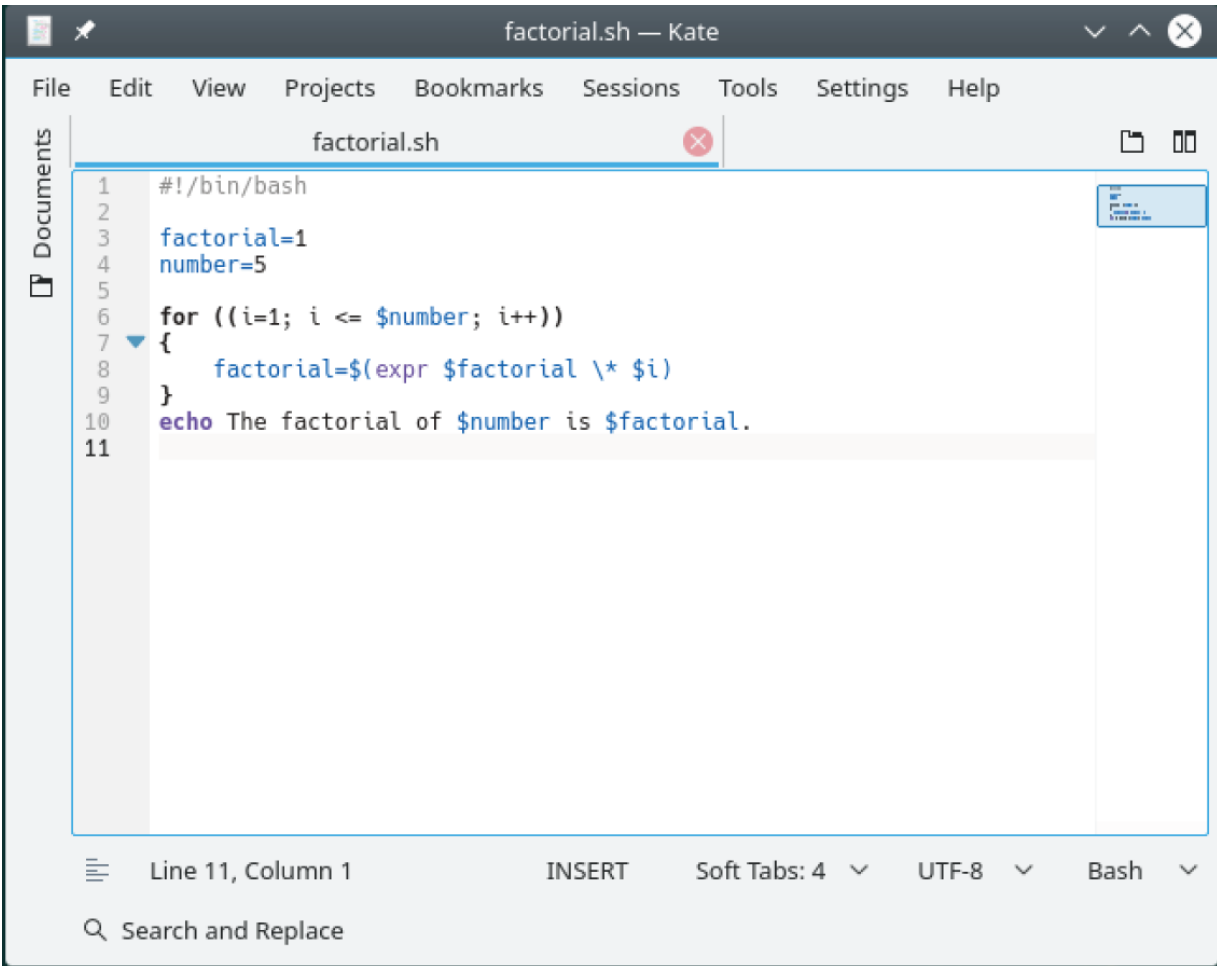 factorial.sh — Kate
File Edit View Projects Bookmarks Sessions Tools Settings Help
Documents
factorial.sh
1 #!/bin/bash
2
3 factorial=1
4 number=5
5
6 for ((i=1; i <= $number; i++))
7 {
8     factorial=$(expr $factorial \* $i)
9 }
10 echo The factorial of $number is $factorial.
11
Line 11, Column 1 INSERT Soft Tabs: 4 UTF-8 Bash
Search and Replace